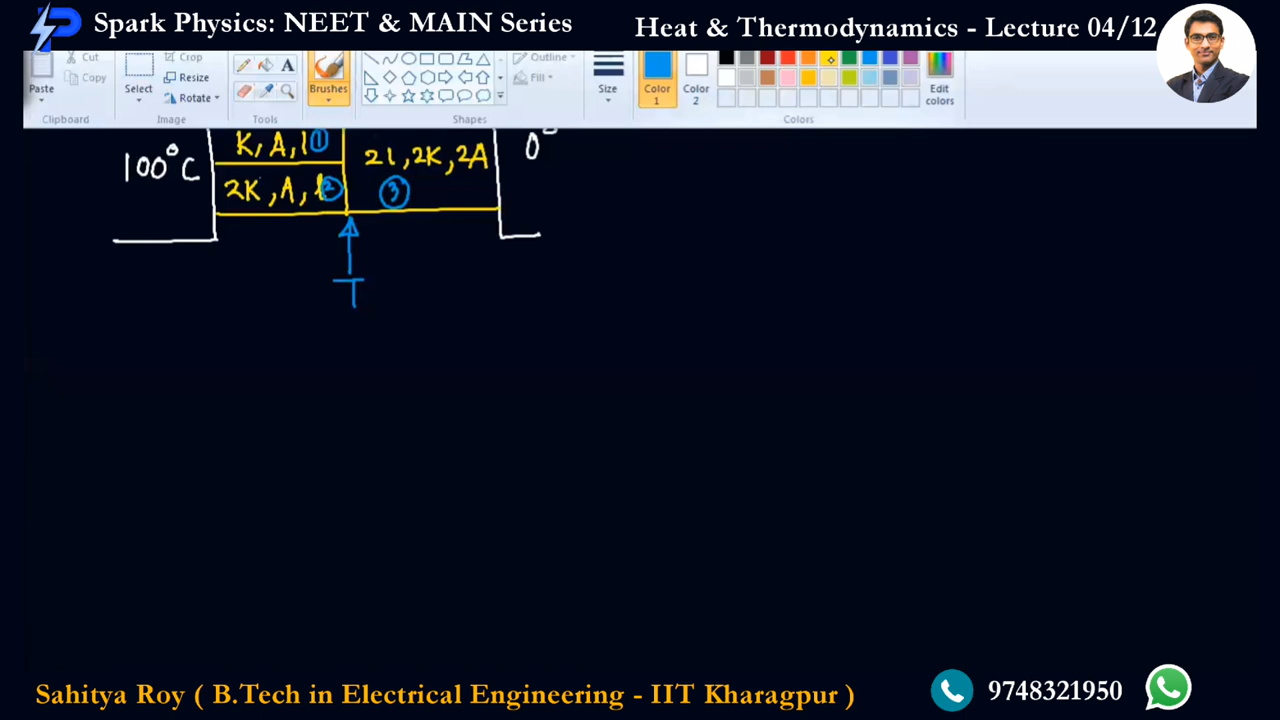 Spark Physics: NEET & MAIN Series
Heat & Thermodynamics - Lecture 04/12
Paste
Cut
Copy
Clipboard
Select
Crop
Resize
Rotate
Image
A
Tools
Brushes
Shapes
Outline
Fill
Size
Color 1
Color 2
Edit colors
Colors
100°C
K, A, l ①
2K, A, l ②
2l, 2K, 2A
③
0°
T
Sahitya Roy ( B.Tech in Electrical Engineering - IIT Kharagpur )
9748321950